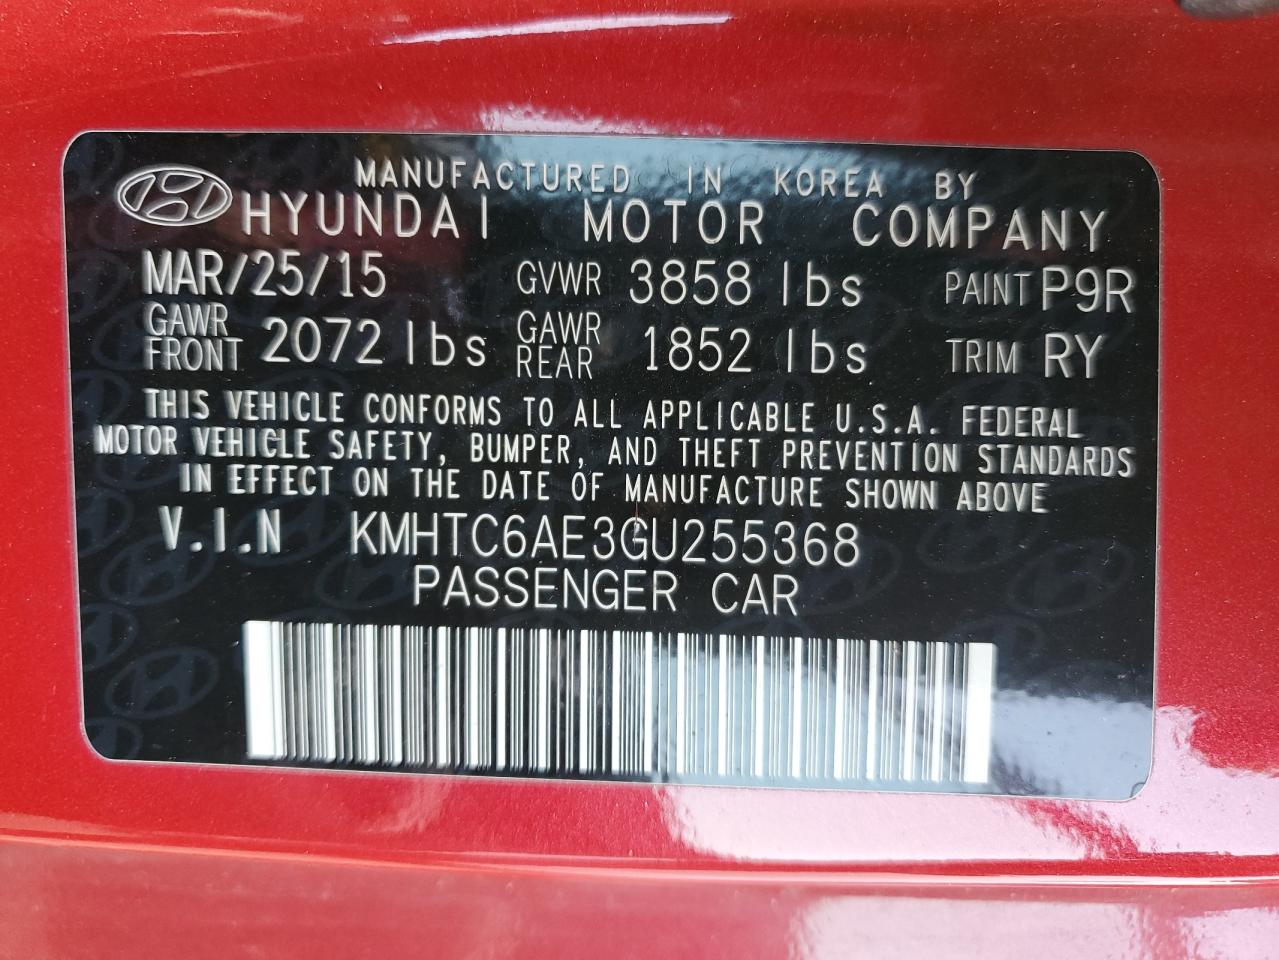 MANUFACTURED IN KOREA BY
HYUNDAI MOTOR COMPANY
MAR/25/15 GVWR 3858 lbs PAINT P9R
GAWR FRONT 2072 lbs GAWR REAR 1852 lbs TRIM RY
THIS VEHICLE CONFORMS TO ALL APPLICABLE U.S.A. FEDERAL
MOTOR VEHICLE SAFETY, BUMPER, AND THEFT PREVENTION STANDARDS
IN EFFECT ON THE DATE OF MANUFACTURE SHOWN ABOVE
V.I.N KMHTC6AE3GU255368
PASSENGER CAR